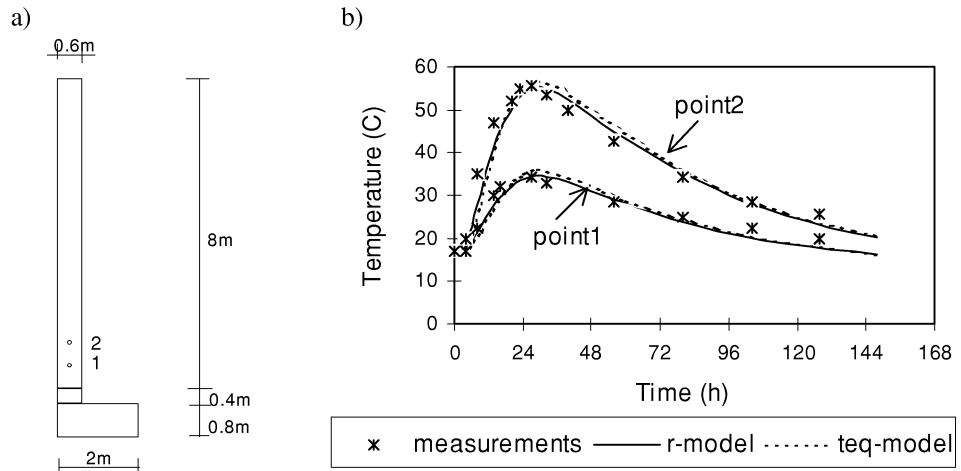 a)
0.6m
8m
2
1
0.4m
0.8m
2m
b)
Temperature (C)
60
50
40
30
20
10
0
point2
point1
0 24 48 72 96 120 144 168
Time (h)
measurements r-model teq-model